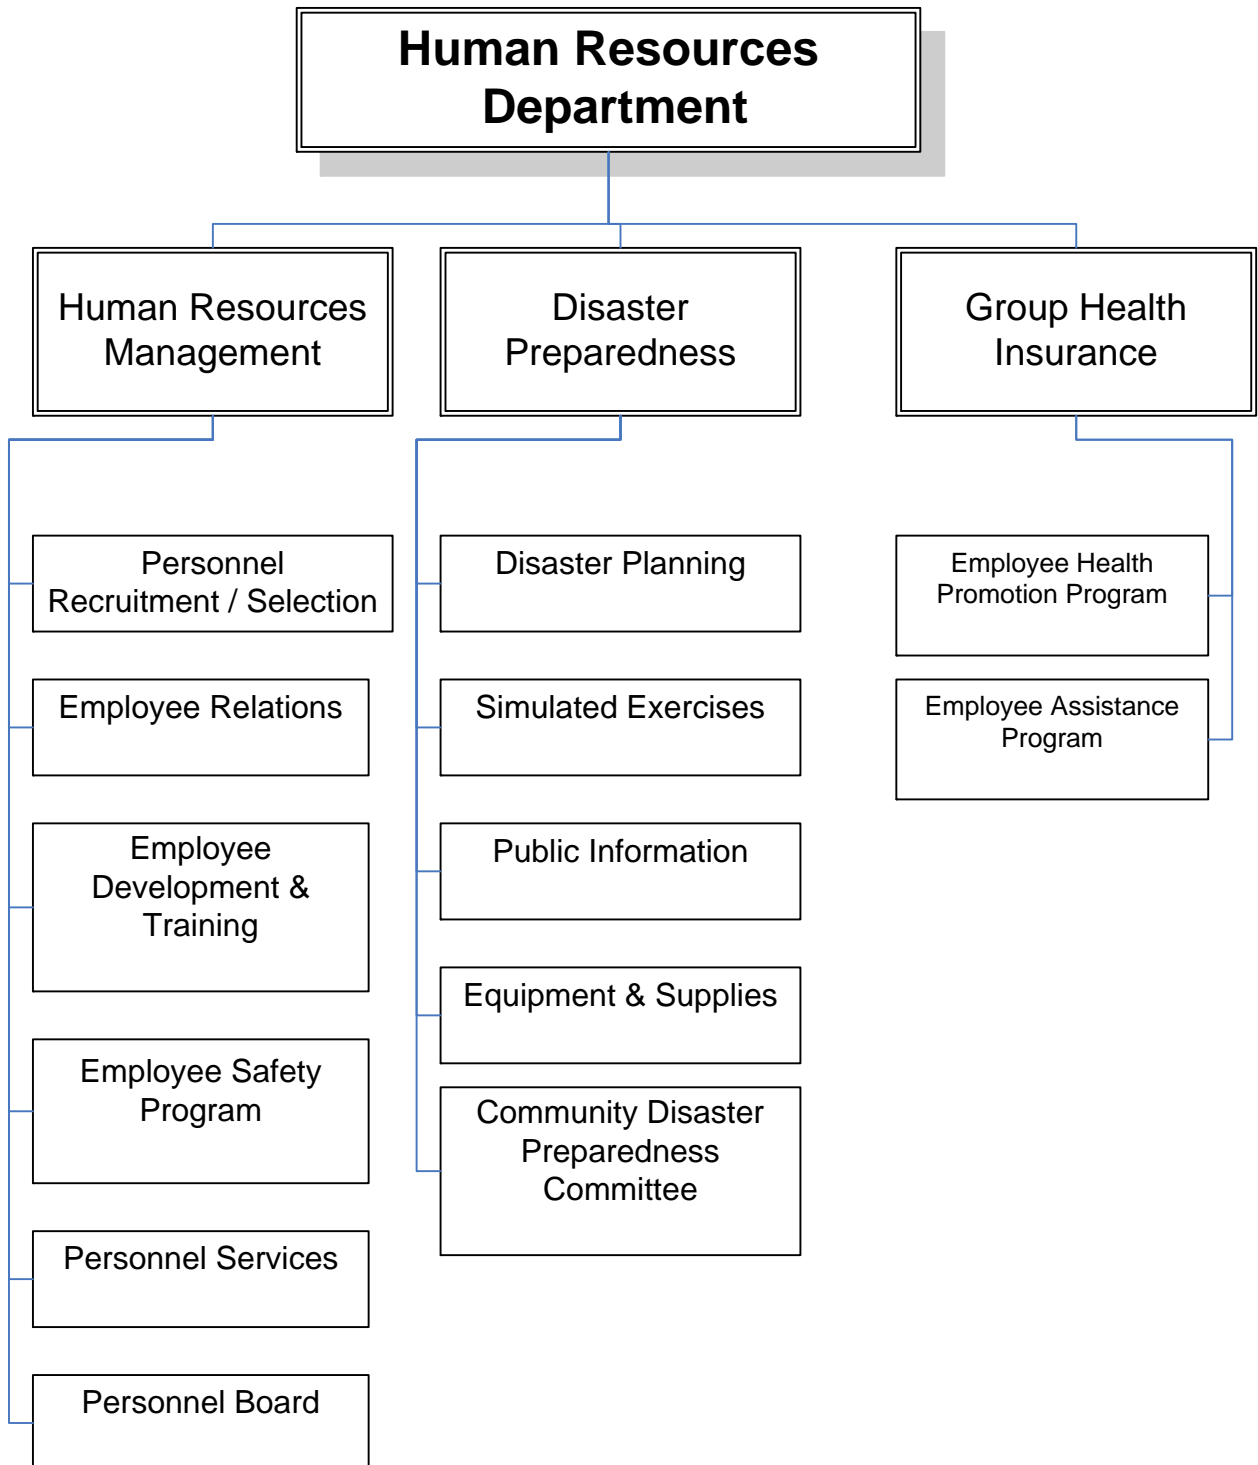 Human Resources
Department
Human Resources
Management
Disaster
Preparedness
Group Health
Insurance
Personnel
Recruitment / Selection
Employee Relations
Employee
Development &
Training
Employee Safety
Program
Personnel Services
Personnel Board
Disaster Planning
Simulated Exercises
Public Information
Equipment & Supplies
Community Disaster
Preparedness
Committee
Employee Health
Promotion Program
Employee Assistance
Program